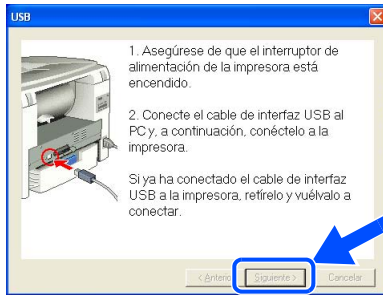 USB
1. Asegúrese de que el interruptor de
alimentación de la impresora está
encendido.
2. Conecte el cable de interfaz USB al
PC y, a continuación, conéctelo a la
impresora.
Si ya ha conectado el cable de interfaz
USB a la impresora, retírelo y vuélvalo a
conectar.
< Anterio Siguiente > Cancelar